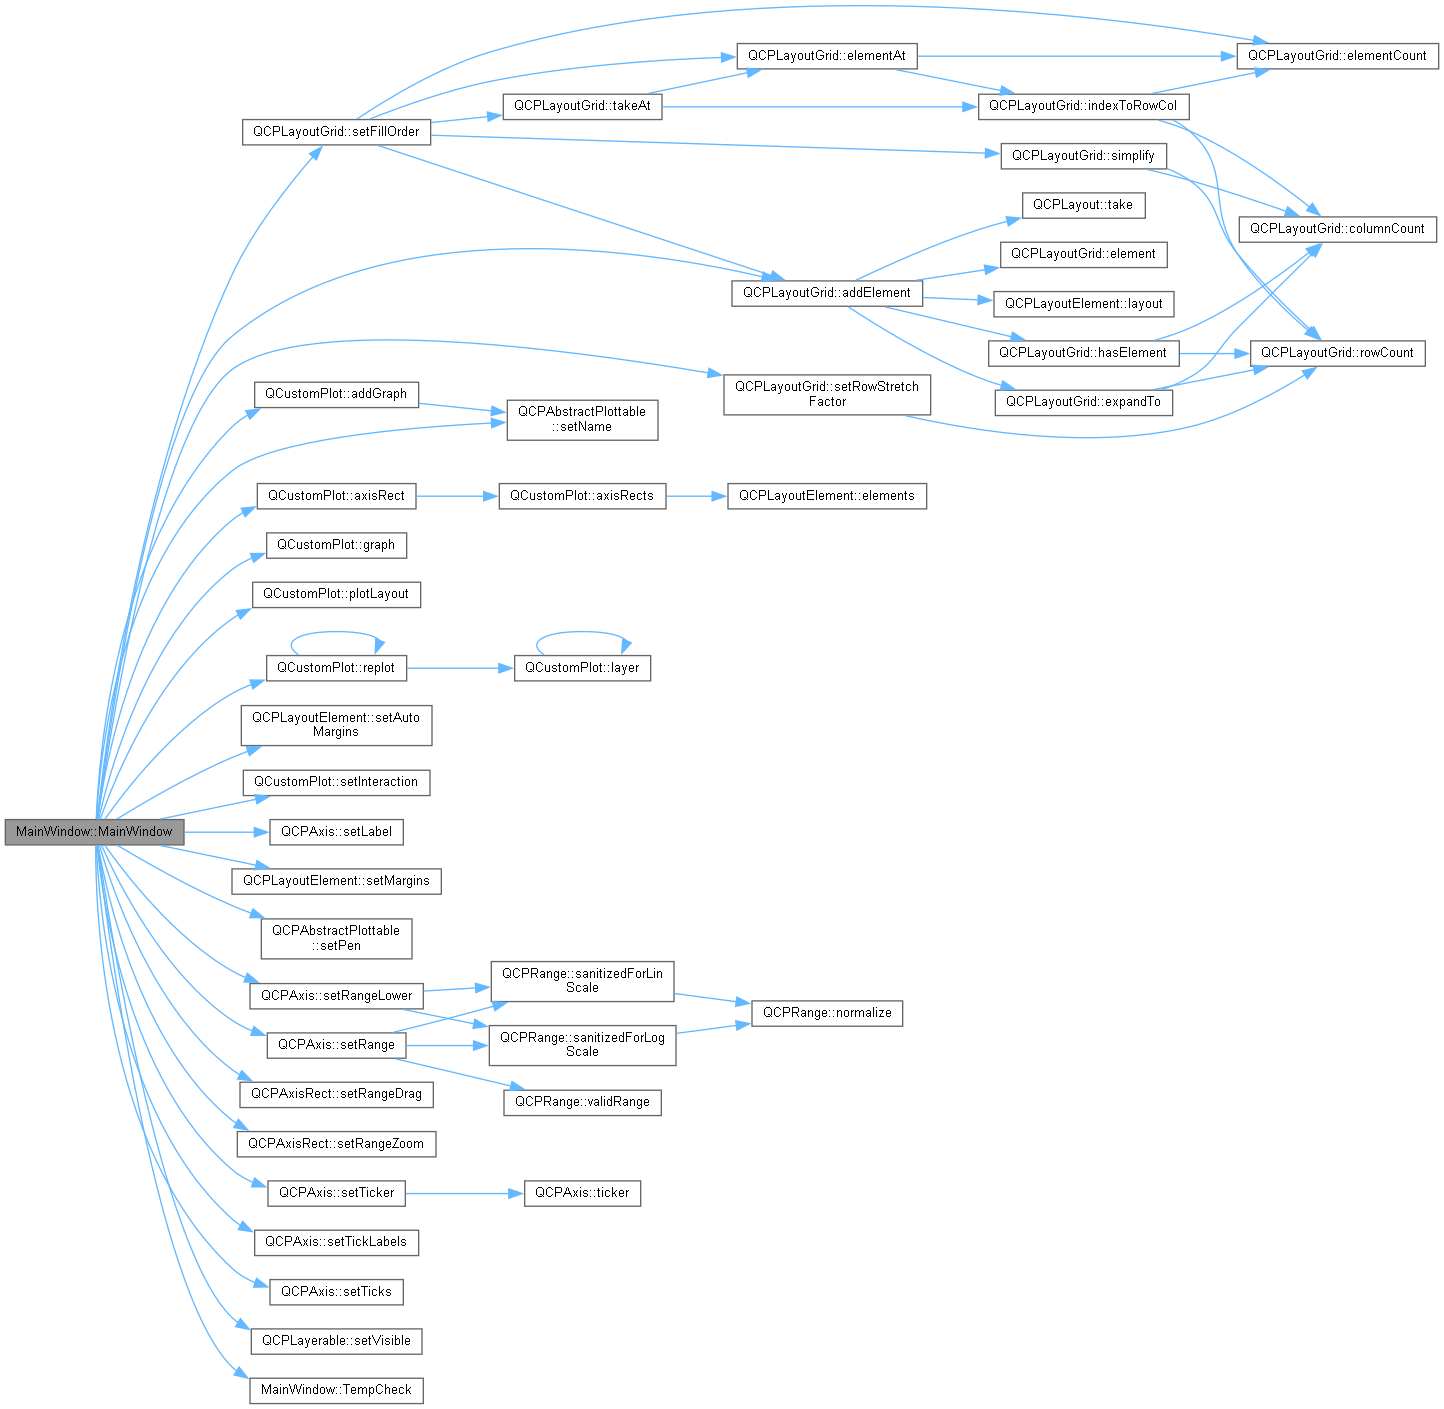 MainWindow::MainWindow
QCPLayoutGrid::setFillOrder
QCustomPlot::addGraph
QCustomPlot::axisRect
QCustomPlot::graph
QCustomPlot::plotLayout
QCustomPlot::replot
QCPLayoutElement::setAuto
Margins
QCustomPlot::setInteraction
QCPAxis::setLabel
QCPLayoutElement::setMargins
QCPAbstractPlottable
::setPen
QCPAxis::setRangeLower
QCPAxis::setRange
QCPAxisRect::setRangeDrag
QCPAxisRect::setRangeZoom
QCPAxis::setTicker
QCPAxis::setTickLabels
QCPAxis::setTicks
QCPLayerable::setVisible
MainWindow::TempCheck
QCPLayoutGrid::takeAt
QCPAbstractPlottable
::setName
QCustomPlot::axisRects
QCustomPlot::layer
QCPRange::sanitizedForLin
Scale
QCPRange::sanitizedForLog
Scale
QCPRange::validRange
QCPAxis::ticker
QCPLayoutGrid::elementAt
QCPLayoutGrid::addElement
QCPLayoutGrid::setRowStretch
Factor
QCPLayoutElement::elements
QCPRange::normalize
QCPLayoutGrid::indexToRowCol
QCPLayoutGrid::simplify
QCPLayout::take
QCPLayoutGrid::element
QCPLayoutElement::layout
QCPLayoutGrid::hasElement
QCPLayoutGrid::expandTo
QCPLayoutGrid::elementCount
QCPLayoutGrid::columnCount
QCPLayoutGrid::rowCount